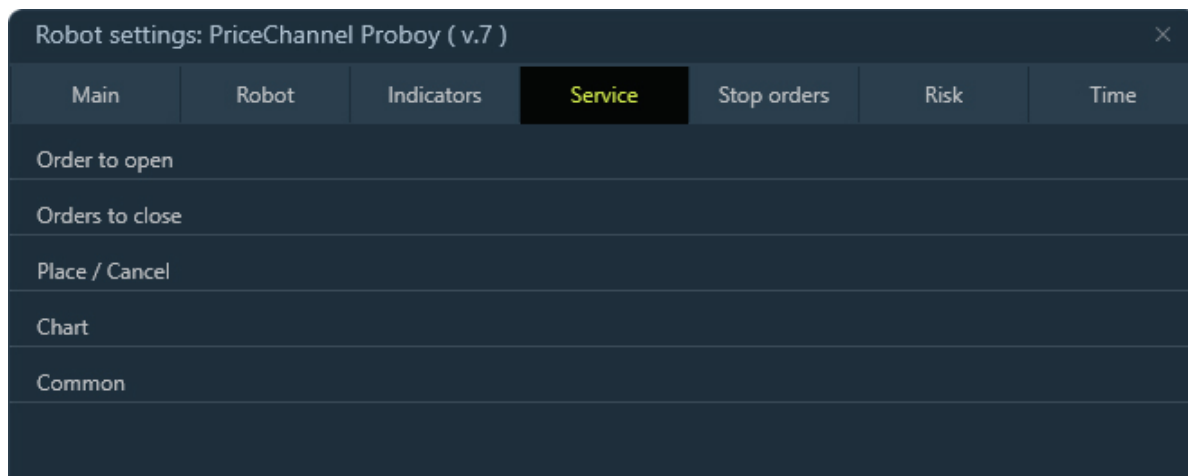 Robot settings: PriceChannel Proboy ( v.7 )
Main Robot Indicators Service Stop orders Risk Time
Order to open
Orders to close
Place / Cancel
Chart
Common